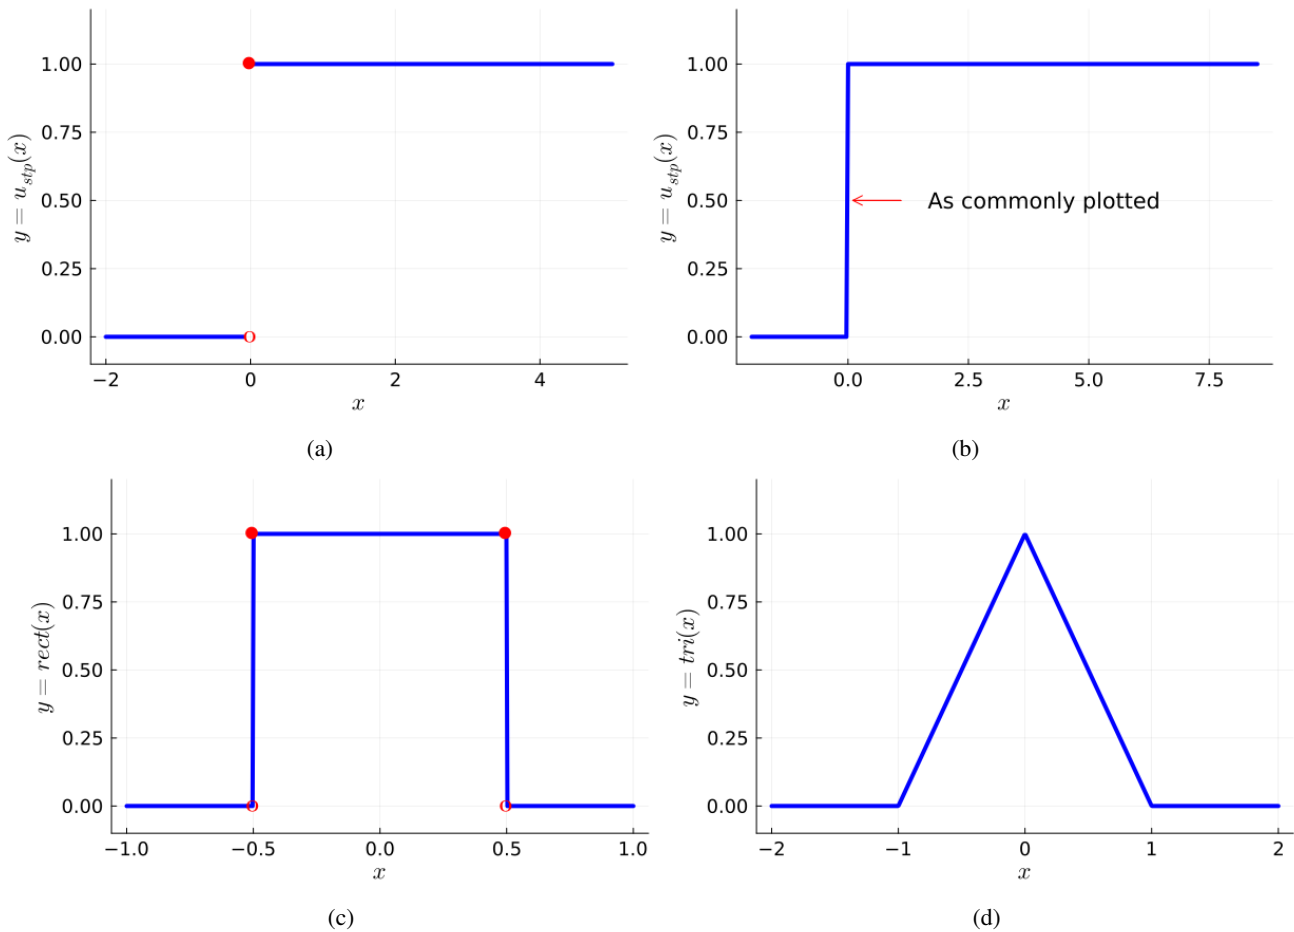 1.00
0.75
0.50
0.25
0.00
y = u_stp(x)
−2 0 2 4
x
(a)
1.00
0.75
0.50
0.25
0.00
y = u_stp(x)
As commonly plotted
0.0 2.5 5.0 7.5
x
(b)
1.00
0.75
0.50
0.25
0.00
y = rect(x)
−1.0 −0.5 0.0 0.5 1.0
x
(c)
1.00
0.75
0.50
0.25
0.00
y = tri(x)
−2 −1 0 1 2
x
(d)